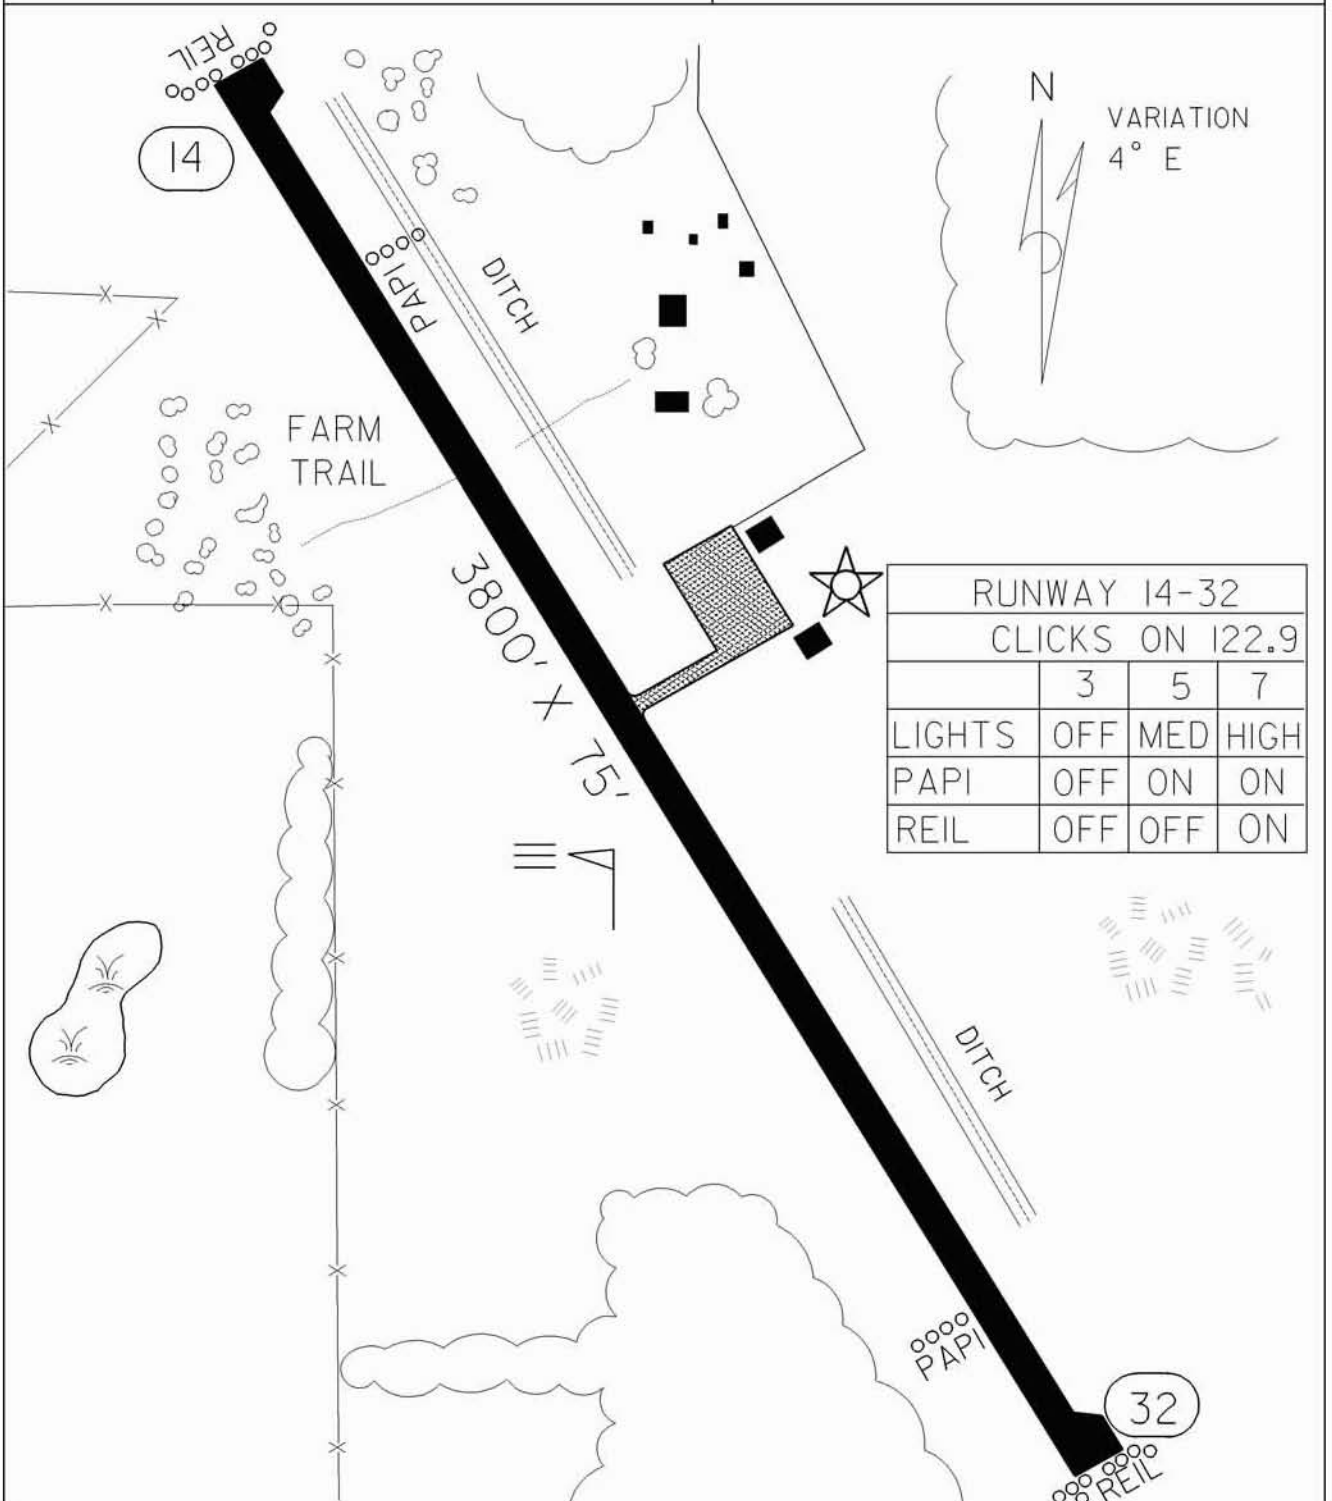 REIL
14
N
VARIATION
4° E
PAPI
DITCH
FARM
TRAIL
3800' X 75'
RUNWAY 14-32
CLICKS ON 122.9
3 5 7
LIGHTS OFF MED HIGH
PAPI OFF ON ON
REIL OFF OFF ON
DITCH
PAPI
32
REIL